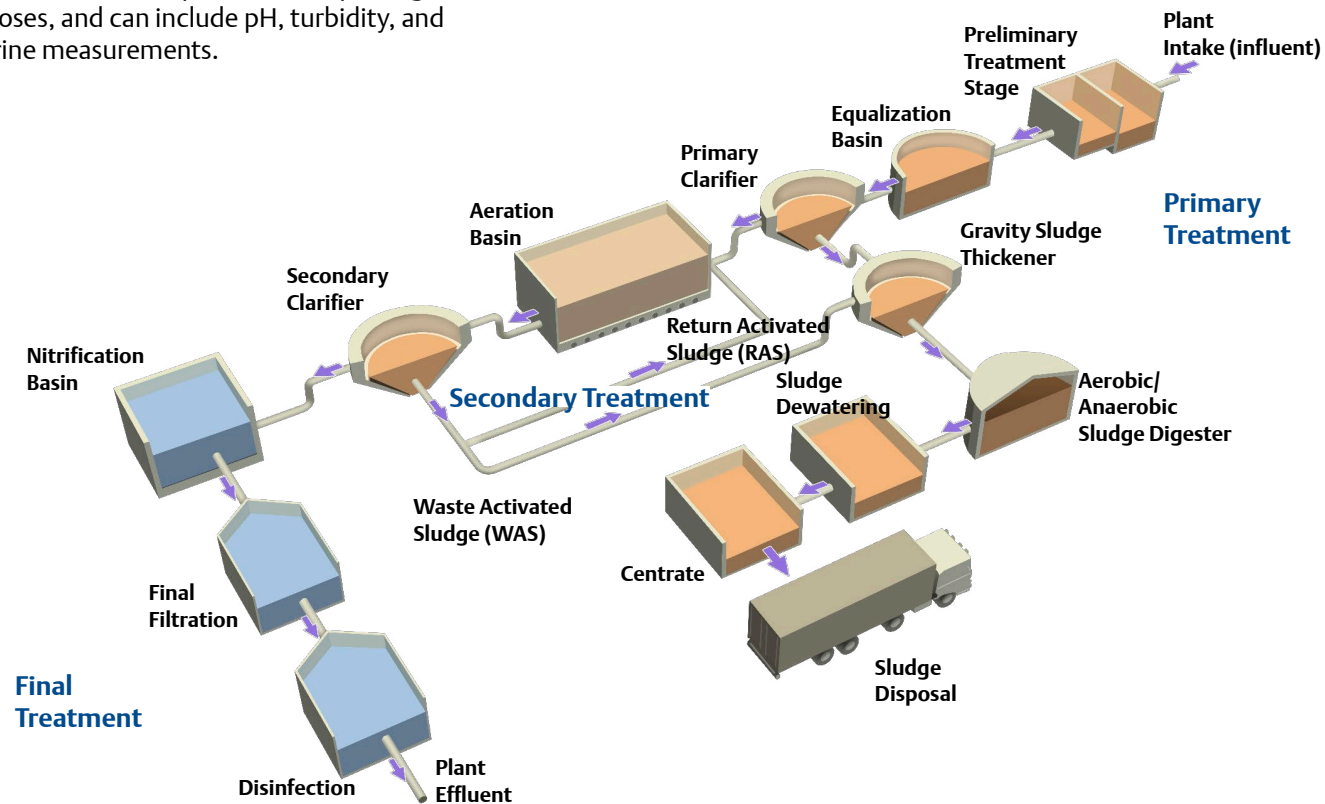 and can include pH, turbidity, and
measurements.
Plant
Intake (influent)
Preliminary
Treatment
Stage
Equalization
Basin
Primary
Clarifier
Primary
Treatment
Aeration
Basin
Gravity Sludge
Thickener
Secondary
Clarifier
Return Activated
Sludge (RAS)
Nitrification
Basin
Secondary Treatment
Sludge
Dewatering
Aerobic/
Anaerobic
Sludge Digester
Waste Activated
Sludge (WAS)
Centrate
Final
Filtration
Sludge
Disposal
Final
Treatment
Disinfection
Plant
Effluent